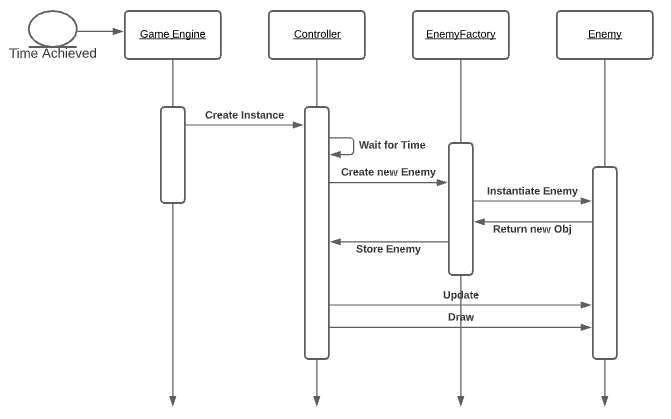 Time Achieved
Game Engine
Controller
EnemyFactory
Enemy
Create Instance
Wait for Time
Create new Enemy
Instantiate Enemy
Return new Obj
Store Enemy
Update
Draw